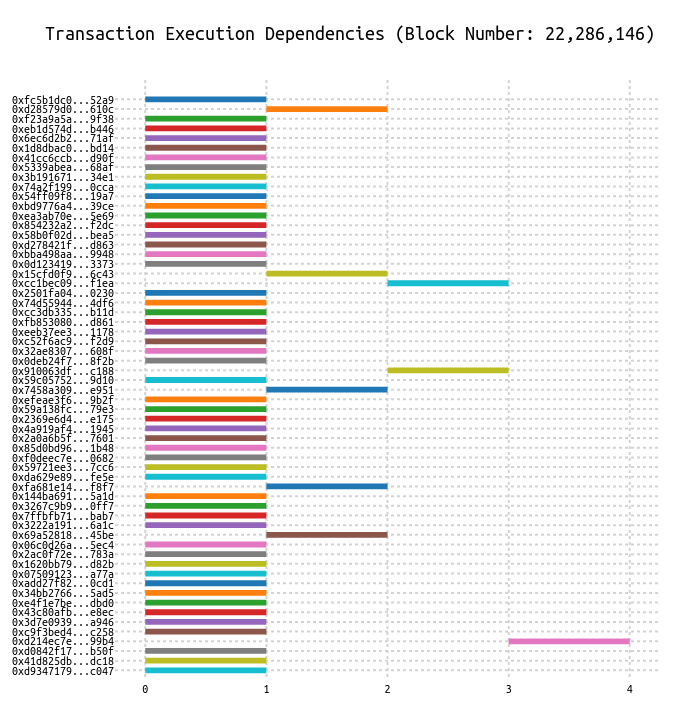 Transaction Execution Dependencies (Block Number: 22,286,146)
0xfc5b1dc0...52a9
0xd28579d0...610c
0xf23a9a5a...9f38
0xeb1d574d...b446
0x6ec6d2b2...71af
0x1d8dbac0...bd14
0x41cc6ccb...d90f
0x5339abea...68af
0x3b191671...34e1
0x74a2f199...0cca
0x54ff09f8...19a7
0xbd9776a4...39ce
0xea3ab70e...5e69
0x854232a2...f2dc
0x58b0f02d...bea5
0xd278421f...d863
0xbba498aa...9948
0x0d123419...3373
0x15cfd0f9...6c43
0xcc1bec09...f1ea
0x2501fa04...0230
0x74d55944...4df6
0xcc3db335...b11d
0xfb853080...d861
0xeeb37ee3...1178
0xc52f6ac9...f2d9
0x32ae8307...608f
0x0deb24f7...8f2b
0x910063df...c188
0x59c05752...9d10
0x7458a309...e951
0xefeae3f6...9b2f
0x59a138fc...79e3
0x2369e6d4...e175
0x4a919af4...1945
0x2a0a6b5f...7601
0x85d0bd96...1b48
0xf0deec7e...0682
0x59721ee3...7cc6
0xda629e89...fe5e
0xfa681e14...f8f7
0x144ba691...5a1d
0x3267c9b9...0ff7
0x7ffbfb71...bab7
0x3222a191...6a1c
0x69a52818...45be
0x06c0d26a...5ec4
0x2ac0f72e...783a
0x1620bb79...d82b
0x07509123...a77a
0xadd27f82...0cd1
0x34bb2766...5ad5
0xe4f1e7be...dbd0
0x43c80afb...e8ec
0x3d7e0939...a946
0xc9f3bed4...c258
0xd214ec7e...99b4
0xd0842f17...b50f
0x41d825db...dc18
0xd9347179...c047
0 1 2 3 4